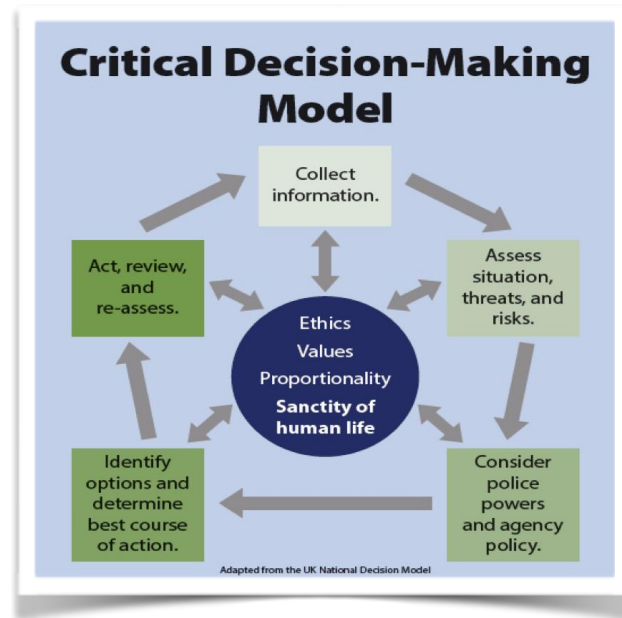 Critical Decision-Making
Model
Collect
information.
Assess
situation,
threats, and
risks.
Consider
police
powers
and agency
policy.
Identify
options and
determine
best course
of action.
Act, review,
and
re-assess.
Ethics
Values
Proportionality
Sanctity of
human life
Adapted from the UK National Decision Model